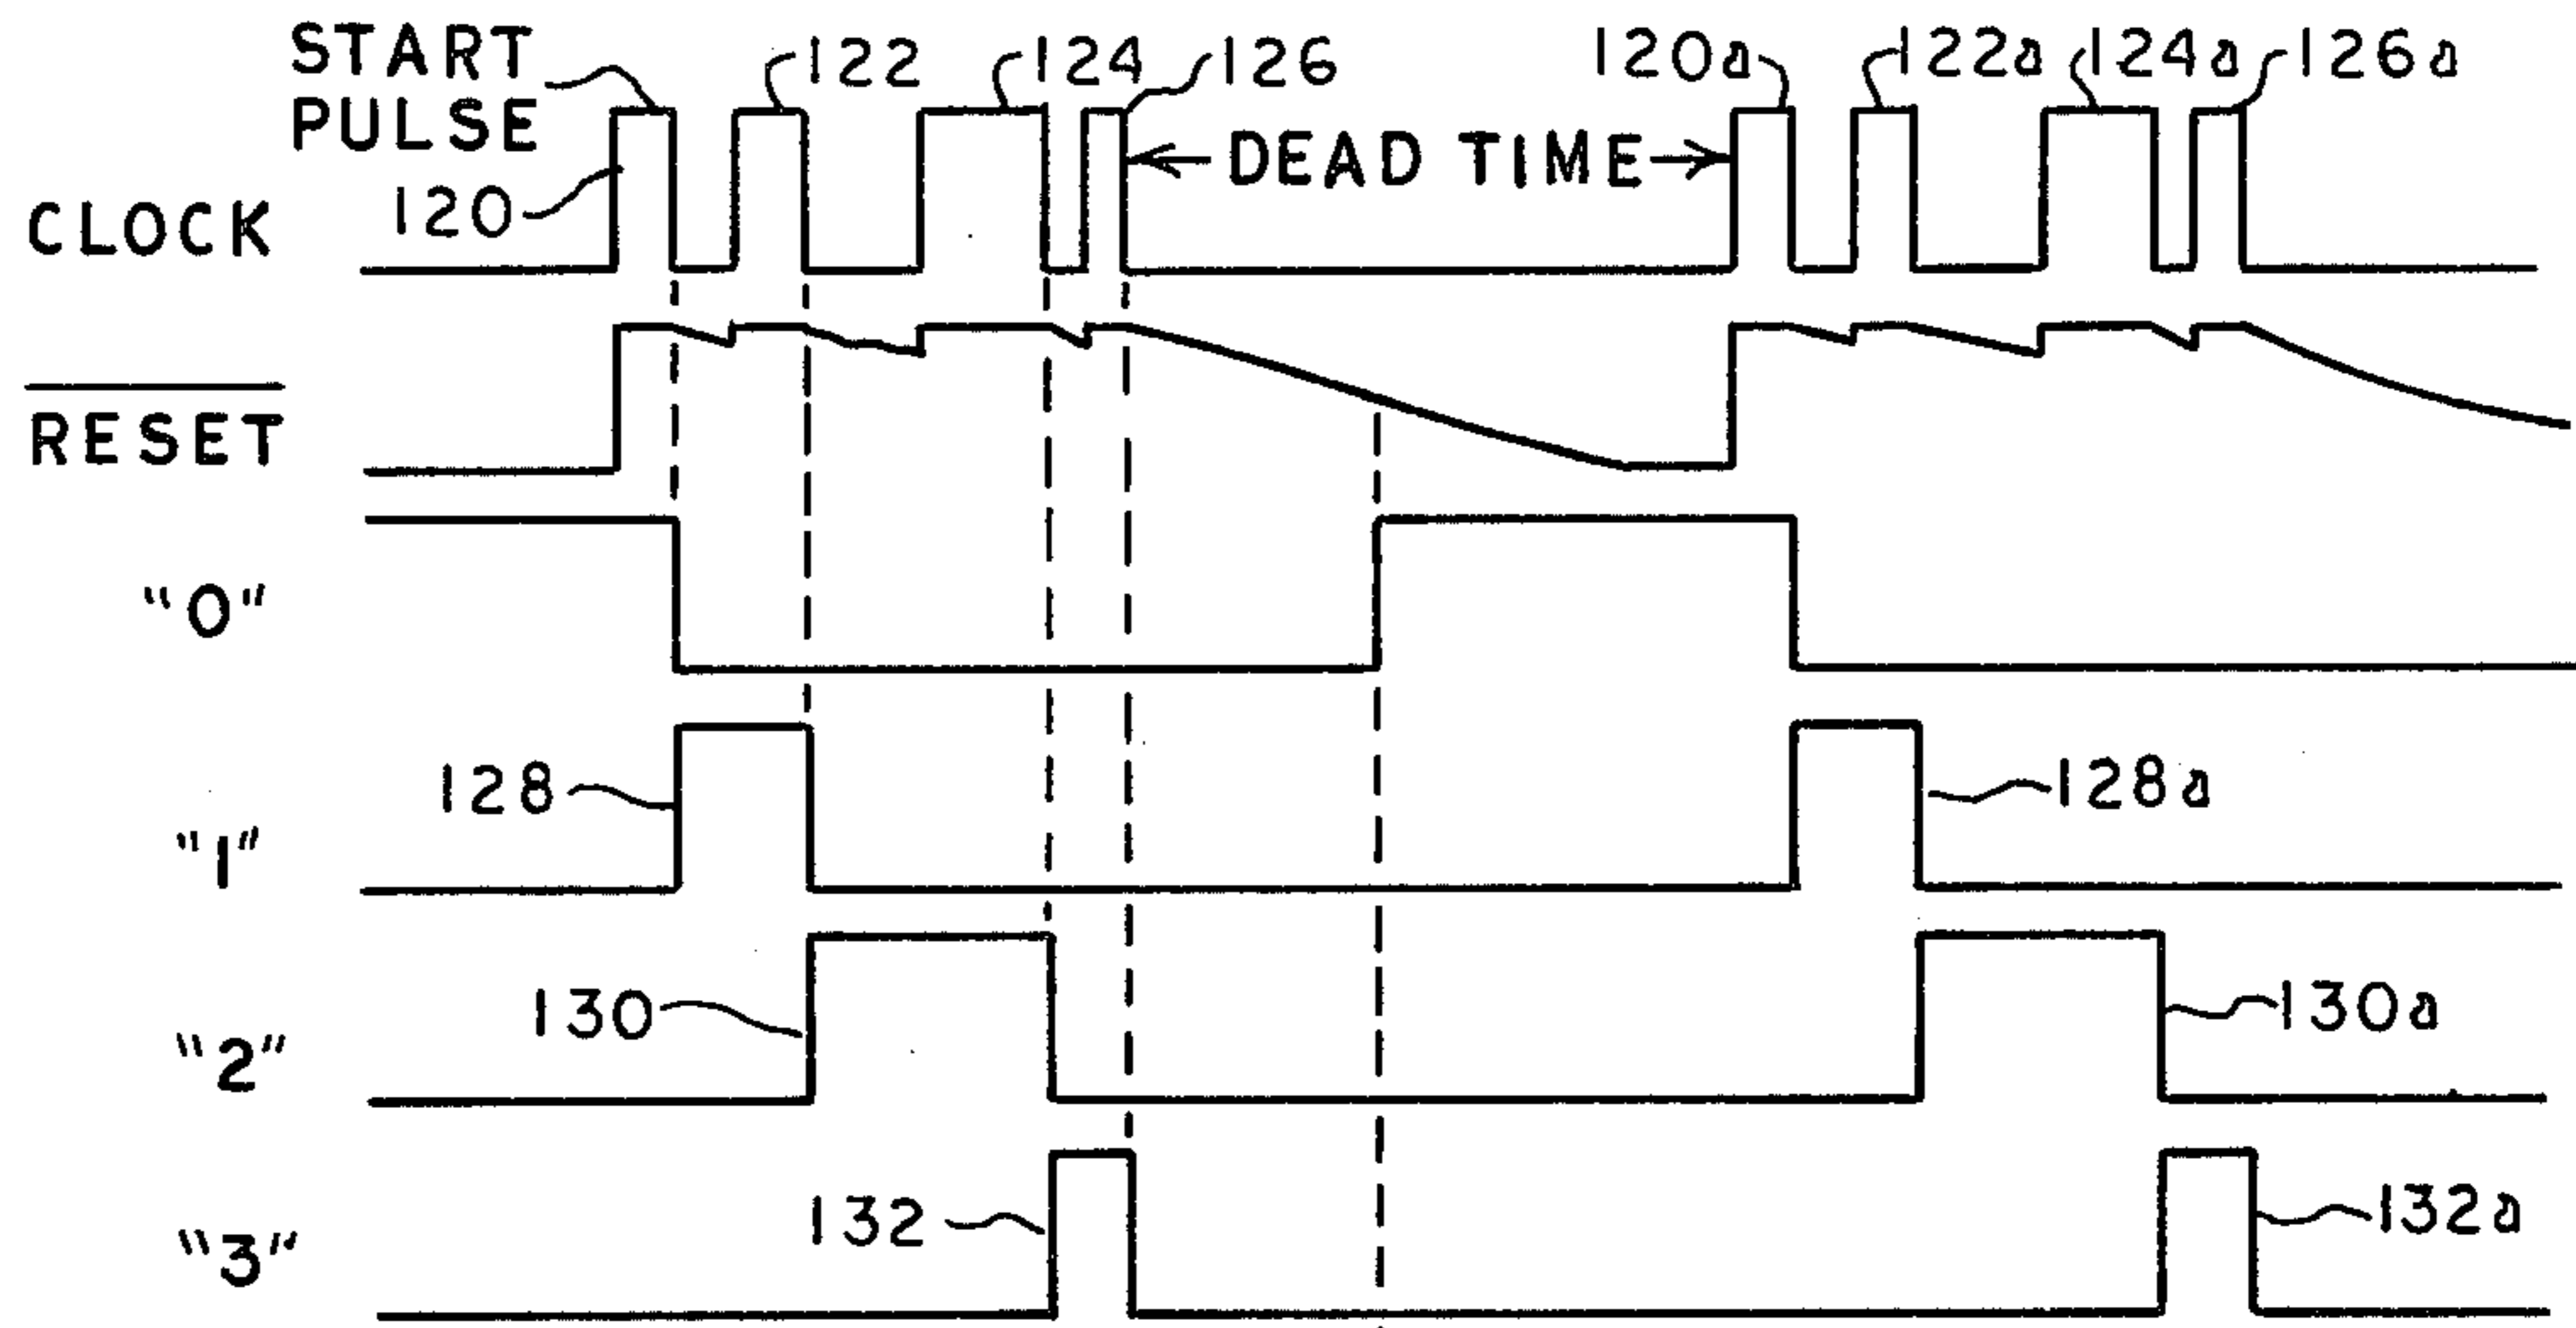 START
PULSE
120
122
124
126
120a
122a
124a
126a
CLOCK
DEAD TIME
RESET
"0"
"1"
128
128a
"2"
130
130a
"3"
132
132a